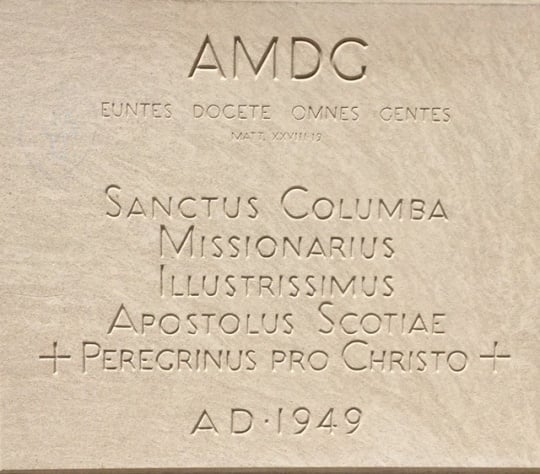 AMDG
EUNTES DOCETE OMNES GENTES
MATT. XXVIII·19
SANCTUS COLUMBA
MISSIONARIUS
ILLUSTRISSIMUS
APOSTOLUS SCOTIAE
+ PEREGRINUS PRO CHRISTO +
AD·1949